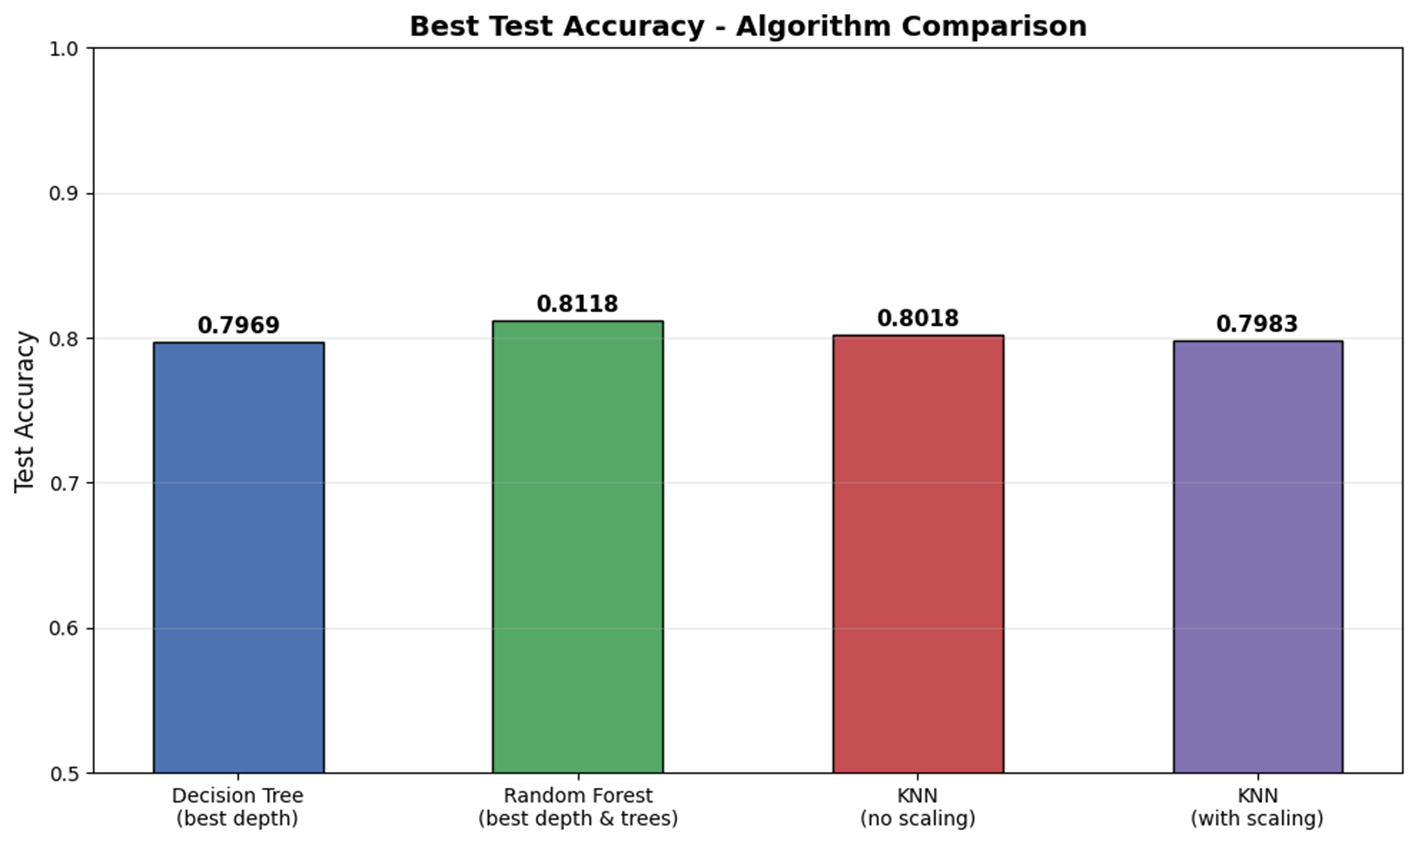 Best Test Accuracy - Algorithm Comparison
1.0
0.9
0.8
0.7
0.6
0.5
Test Accuracy
0.7969
0.8118
0.8018
0.7983
Decision Tree
(best depth)
Random Forest
(best depth & trees)
KNN
(no scaling)
KNN
(with scaling)